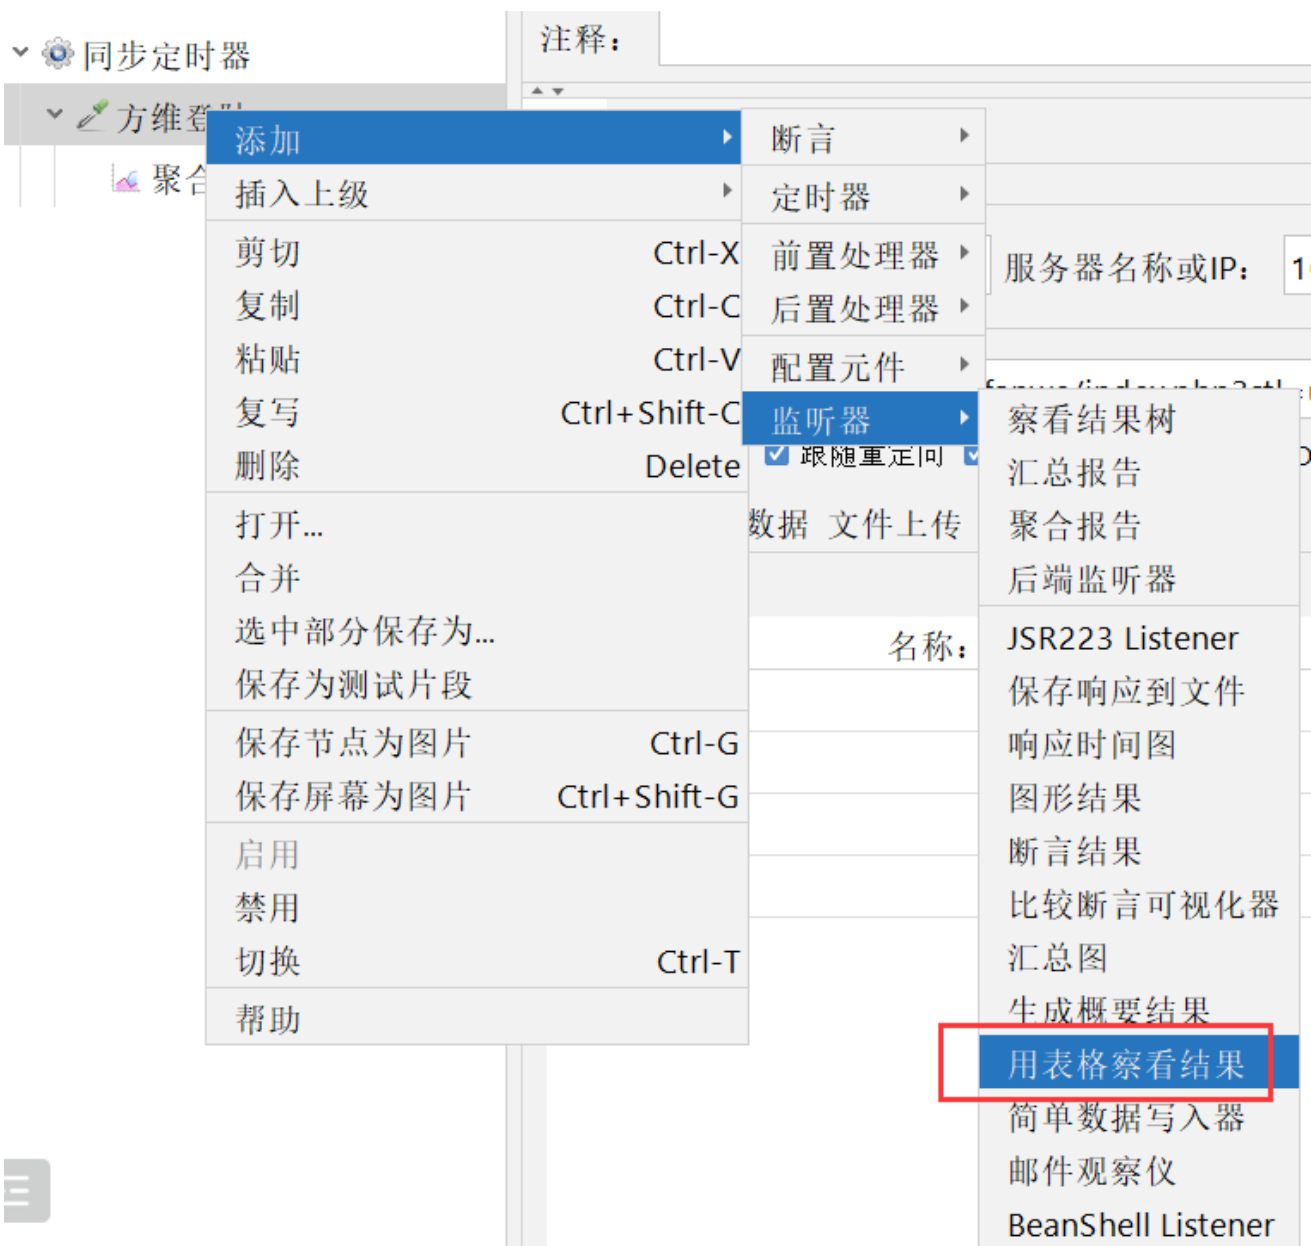 同步定时器
注释：
方维登
聚合
添加
插入上级
剪切 Ctrl-X
复制 Ctrl-C
粘贴 Ctrl-V
复写 Ctrl+Shift-C
删除 Delete
打开...
合并
选中部分保存为...
保存为测试片段
保存节点为图片 Ctrl-G
保存屏幕为图片 Ctrl+Shift-G
启用
禁用
切换 Ctrl-T
帮助
断言
定时器
前置处理器
后置处理器
配置元件
监听器
服务器名称或IP： 1
跟随重定向
数据 文件上传
名称：
察看结果树
汇总报告
聚合报告
后端监听器
JSR223 Listener
保存响应到文件
响应时间图
图形结果
断言结果
比较断言可视化器
汇总图
生成概要结果
用表格察看结果
简单数据写入器
邮件观察仪
BeanShell Listener